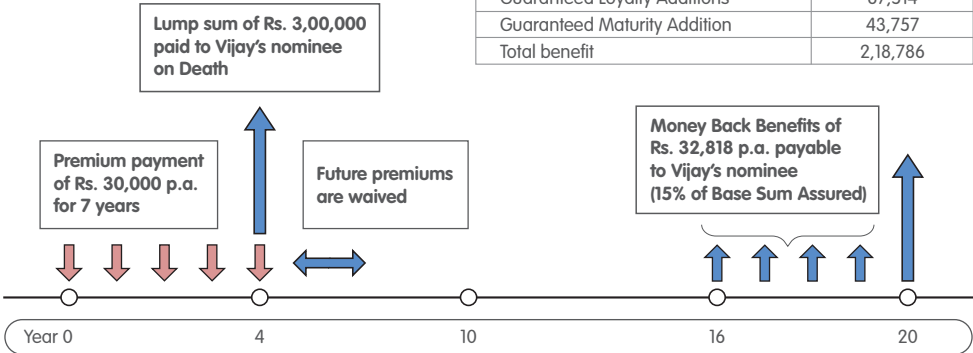 Guaranteed Loyalty Additions 87,514
Guaranteed Maturity Addition 43,757
Total benefit 2,18,786
Lump sum of Rs. 3,00,000
paid to Vijay’s nominee
on Death
Premium payment
of Rs. 30,000 p.a.
for 7 years
Future premiums
are waived
Money Back Benefits of
Rs. 32,818 p.a. payable
to Vijay’s nominee
(15% of Base Sum Assured)
Year 0 4 10 16 20